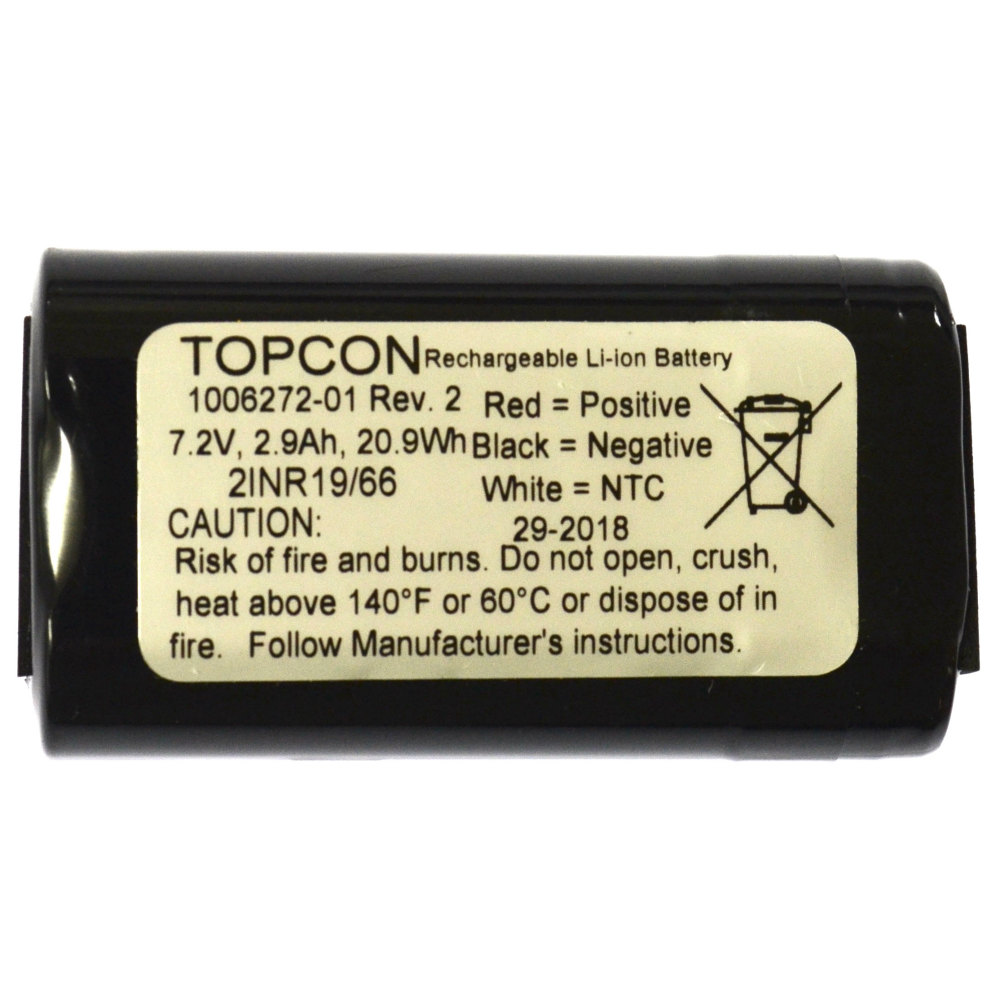 TOPCON Rechargeable Li-ion Battery
1006272-01 Rev. 2 Red = Positive
7.2V, 2.9Ah, 20.9Wh Black = Negative
2INR19/66 White = NTC
CAUTION: 29-2018
Risk of fire and burns. Do not open, crush,
heat above 140°F or 60°C or dispose of in
fire. Follow Manufacturer's instructions.